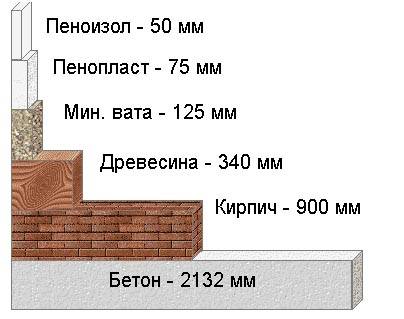 Пеноизол - 50 мм
Пенопласт - 75 мм
Мин. вата - 125 мм
Древесина - 340 мм
Кирпич - 900 мм
Бетон - 2132 мм